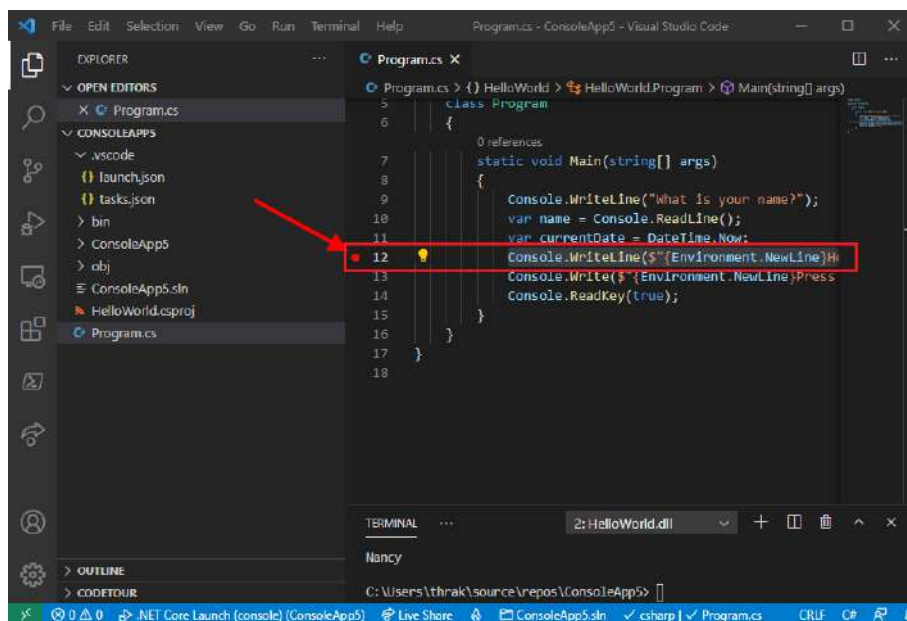 File Edit Selection View Go Run Terminal Help Program.cs - ConsoleApp5 - Visual Studio Code
EXPLORER
OPEN EDITORS
Program.cs
CONSOLEAPP5
.vscode
{} launch.json
{} tasks.json
bin
ConsoleApp5
obj
ConsoleApp5.sln
HelloWorld.csproj
Program.cs
OUTLINE
CODETOUR
Program.cs
Program.cs > {} HelloWorld > HelloWorld.Program > Main(string[] args)
5 class Program
6 {
0 references
7 static void Main(string[] args)
8 {
9 Console.WriteLine("What is your name?");
10 var name = Console.ReadLine();
11 var currentDate = DateTime.Now;
12 Console.WriteLine($"{Environment.NewLine}He
13 Console.Write($"{Environment.NewLine}Press
14 Console.ReadKey(true);
15 }
16 }
17 }
18
TERMINAL ··· 2: HelloWorld.dll
Nancy
C:\Users\thrak\source\repos\ConsoleApp5>
0 0 .NET Core Launch (console) (ConsoleApp5) Live Share ConsoleApp5.sln csharp | Program.cs CRLF C#